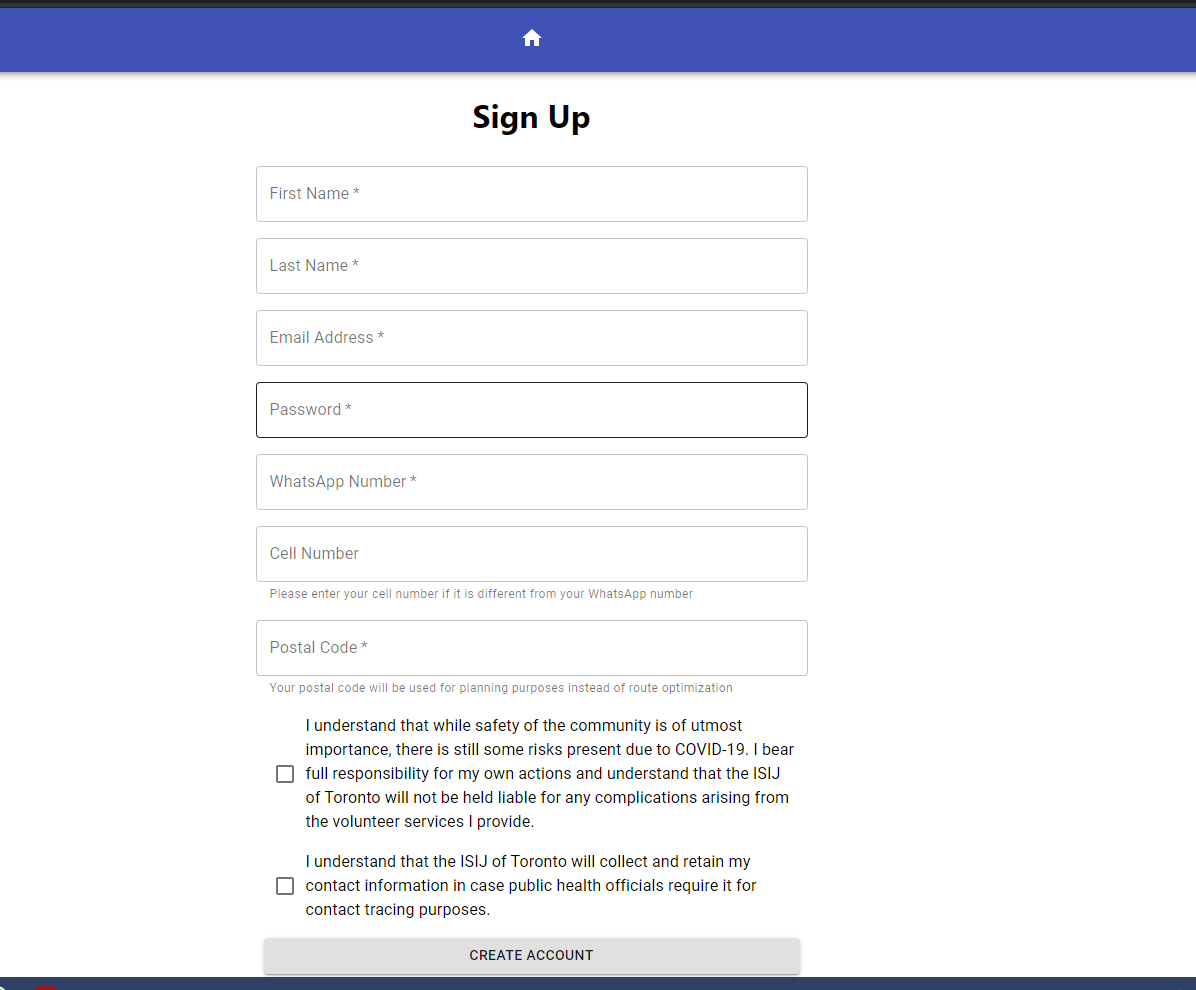 Sign Up
First Name *
Last Name *
Email Address *
Password *
WhatsApp Number *
Cell Number
Please enter your cell number if it is different from your WhatsApp number
Postal Code *
Your postal code will be used for planning purposes instead of route optimization
I understand that while safety of the community is of utmost
importance, there is still some risks present due to COVID-19. I bear
full responsibility for my own actions and understand that the ISIJ
of Toronto will not be held liable for any complications arising from
the volunteer services I provide.
I understand that the ISIJ of Toronto will collect and retain my
contact information in case public health officials require it for
contact tracing purposes.
CREATE ACCOUNT